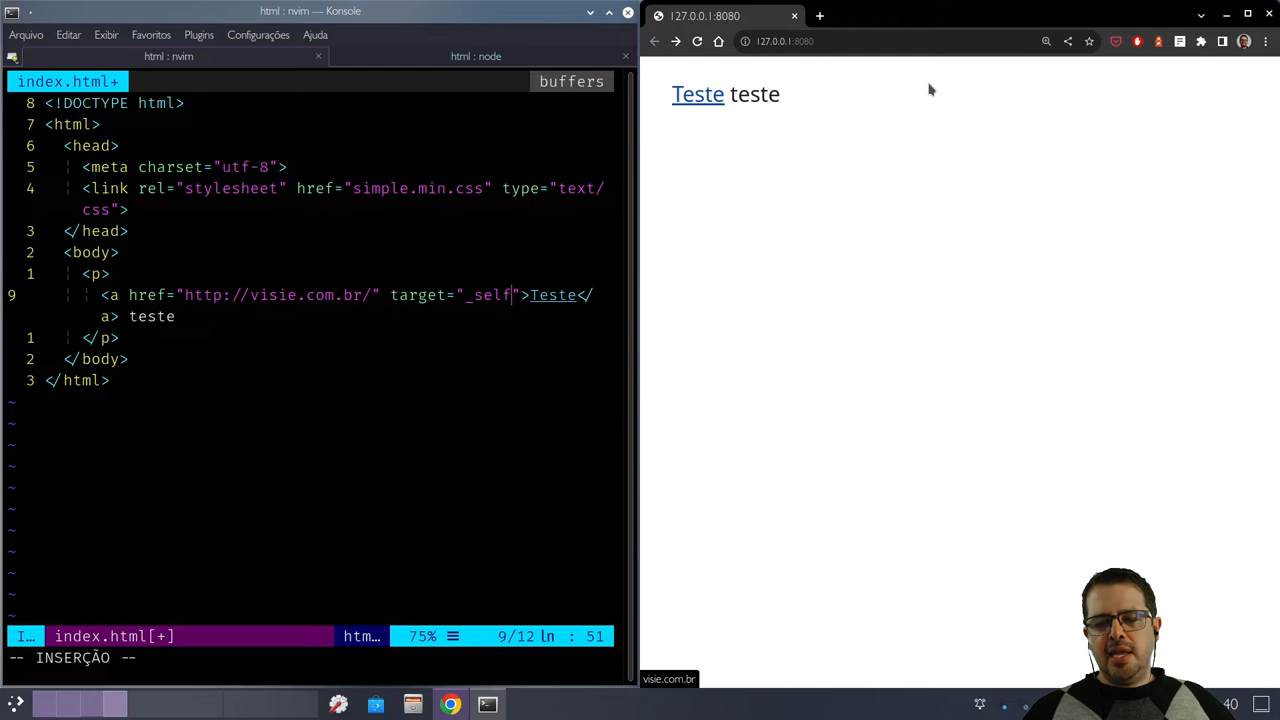 html : nvim — Konsole
Arquivo Editar Exibir Favoritos Plugins Configurações Ajuda
html : nvim
html : node
index.html+
buffers
8 <!DOCTYPE html>
7 <html>
6 <head>
5 <meta charset="utf-8">
4 <link rel="stylesheet" href="simple.min.css" type="text/
css">
3 </head>
2 <body>
1 <p>
9 <a href="http://visie.com.br/" target="_self">Teste</
a> teste
1 </p>
2 </body>
3 </html>
~
~
~
~
~
~
~
~
~
~
~
I… index.html[+] htm… 75% ☰ 9/12 ln : 51
-- INSERÇÃO --
127.0.0.1:8080
127.0.0.1:8080
Teste teste
visie.com.br
40